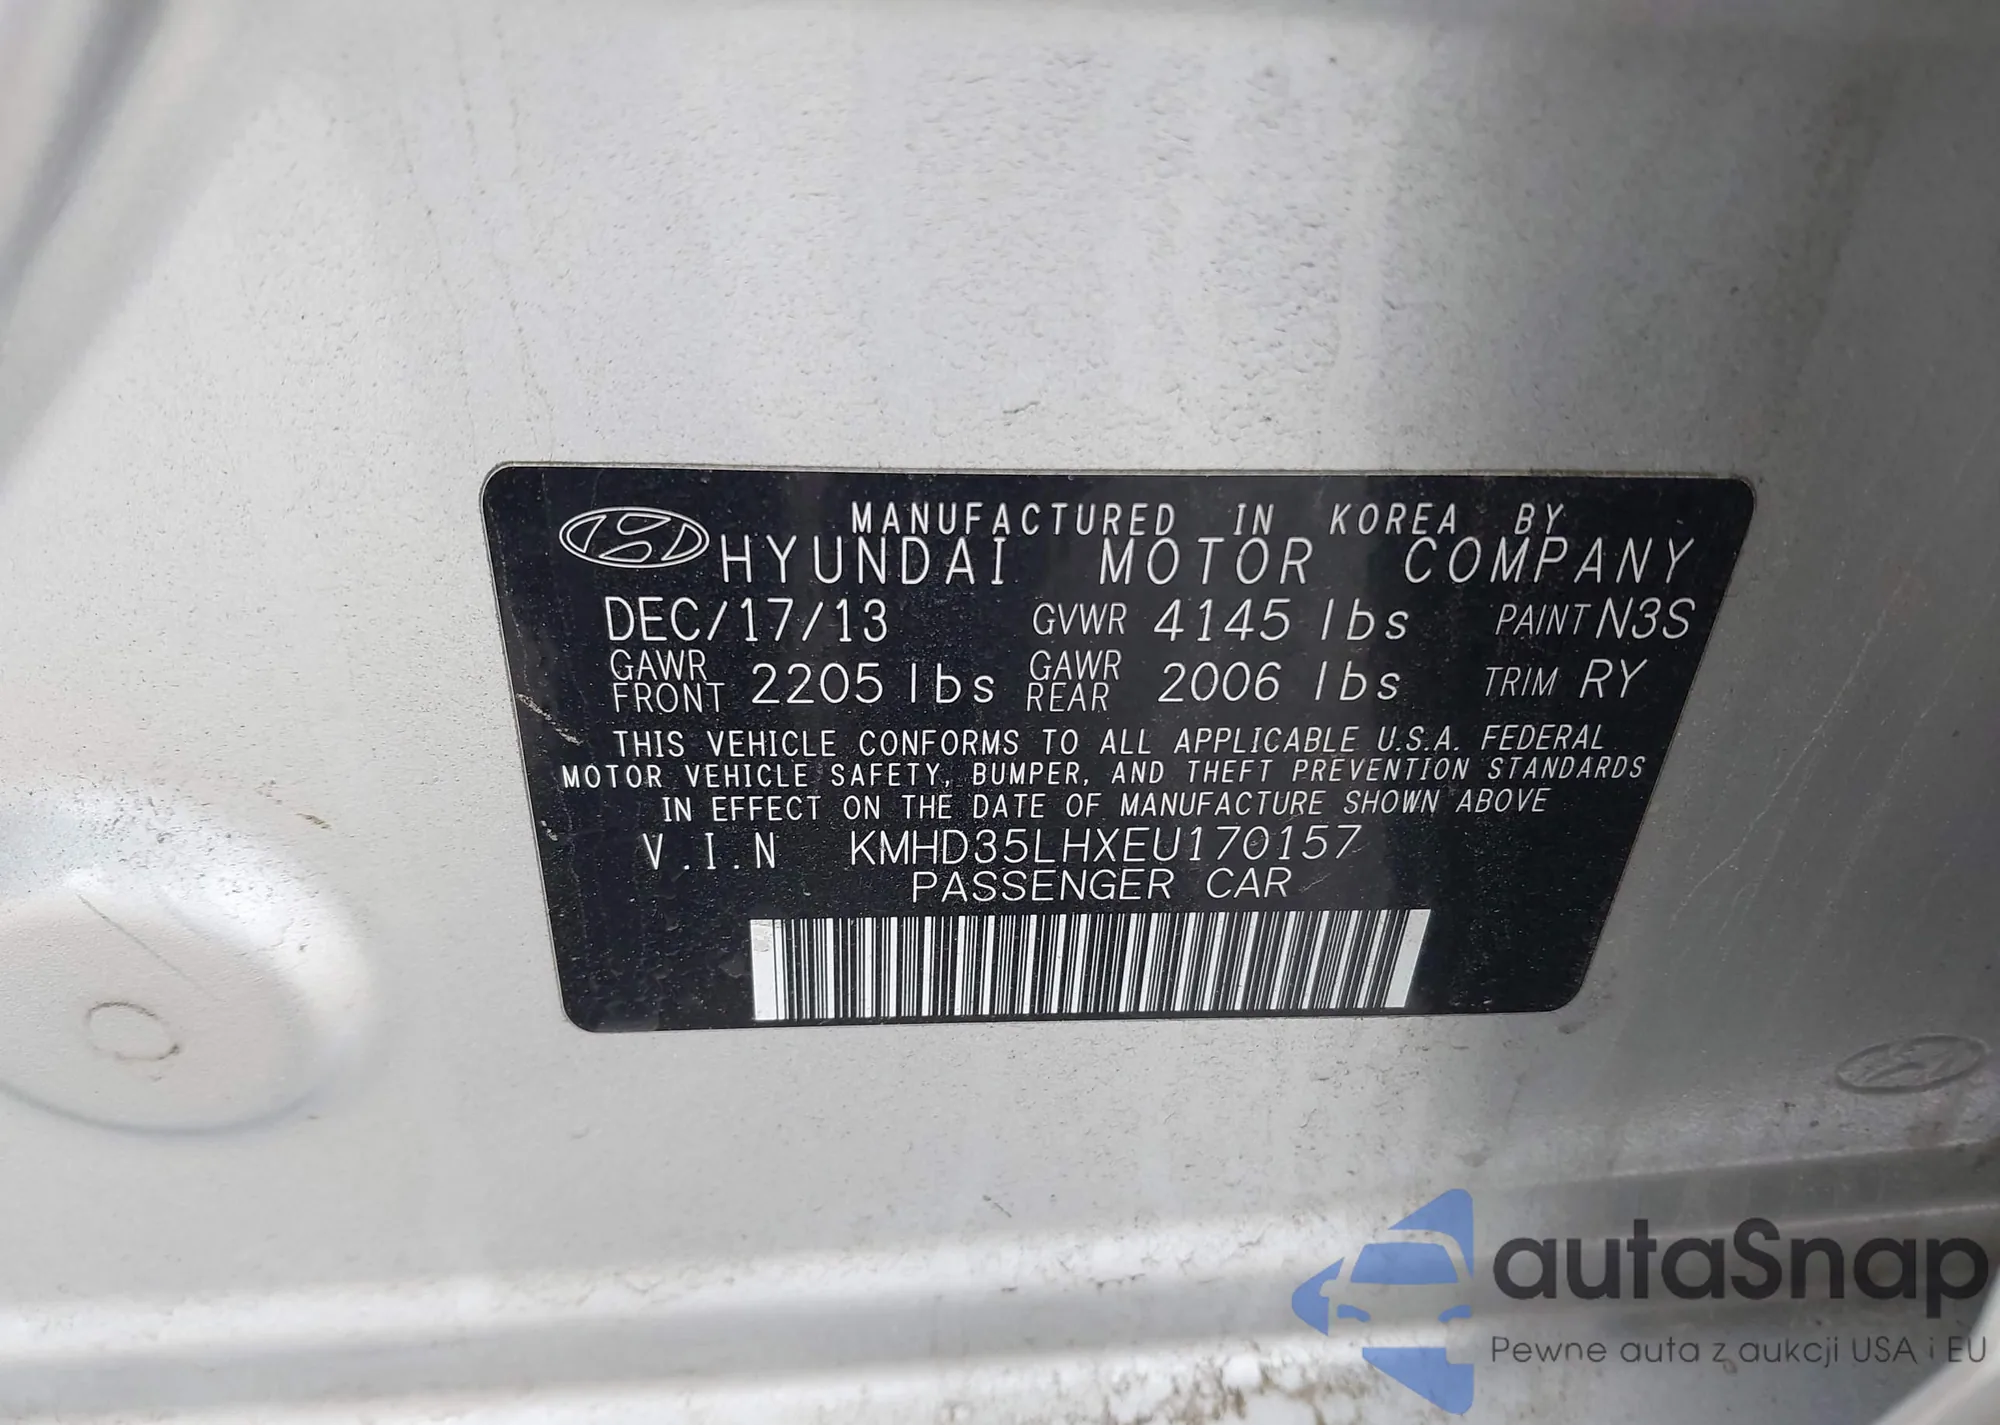 MANUFACTURED IN KOREA BY
HYUNDAI MOTOR COMPANY
DEC/17/13 GVWR 4145 lbs PAINT N3S
GAWR FRONT 2205 lbs GAWR REAR 2006 lbs TRIM RY
THIS VEHICLE CONFORMS TO ALL APPLICABLE U.S.A. FEDERAL
MOTOR VEHICLE SAFETY, BUMPER, AND THEFT PREVENTION STANDARDS
IN EFFECT ON THE DATE OF MANUFACTURE SHOWN ABOVE
V.I.N KMHD35LHXEU170157
PASSENGER CAR
autaSnap
Pewne auta z aukcji USA i EU